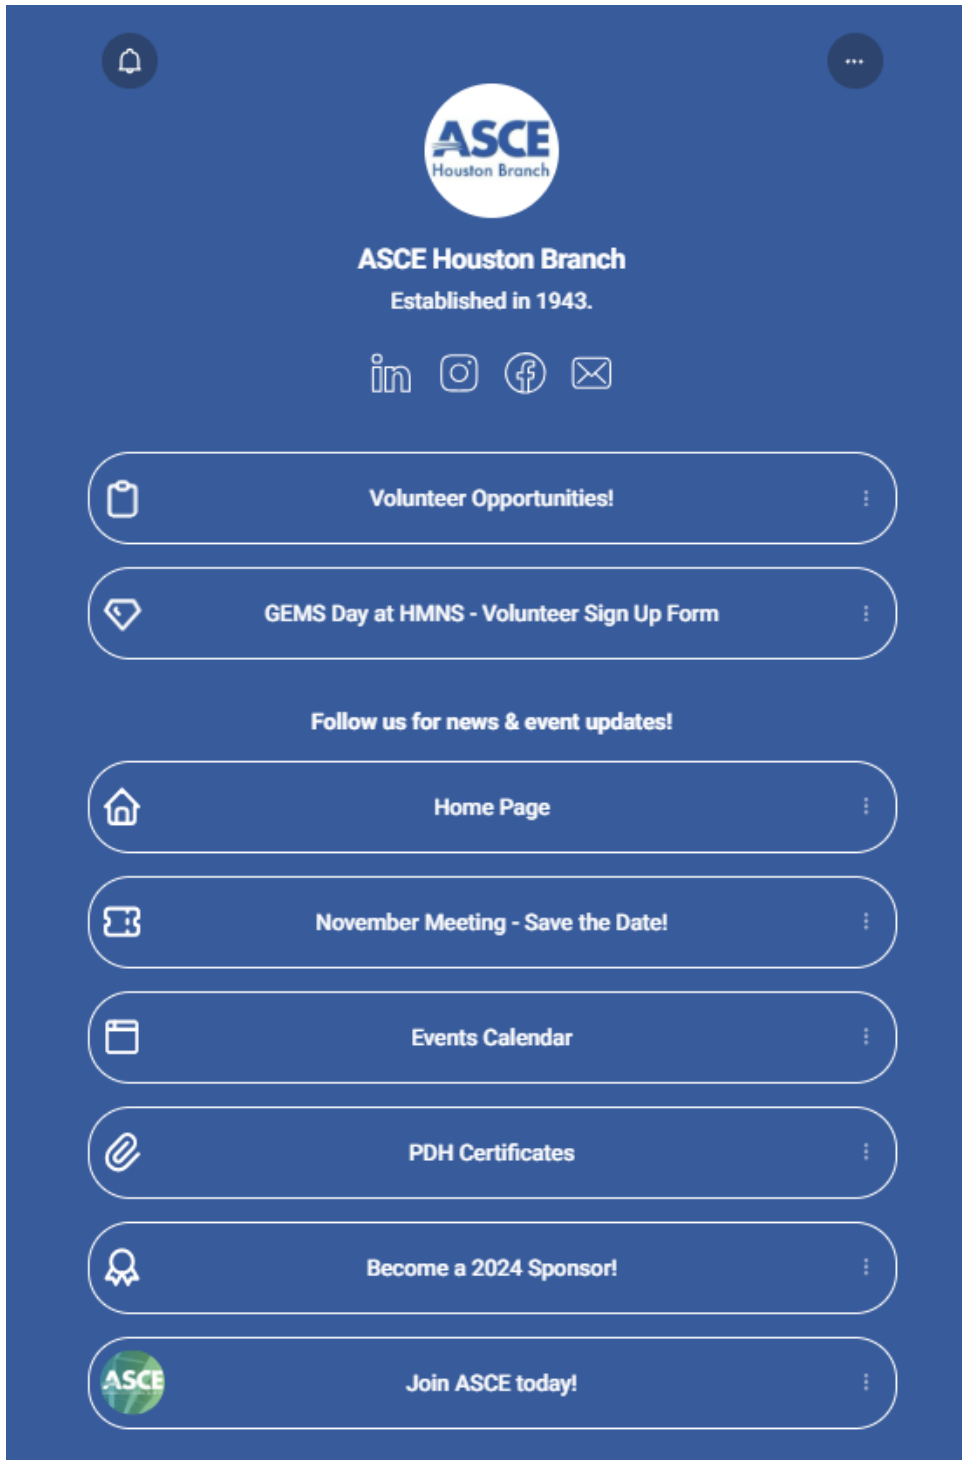 ASCE
Houston Branch
ASCE Houston Branch
Established in 1943.
in
Volunteer Opportunities!
GEMS Day at HMNS - Volunteer Sign Up Form
Follow us for news & event updates!
Home Page
November Meeting - Save the Date!
Events Calendar
PDH Certificates
Become a 2024 Sponsor!
ASCE
Join ASCE today!